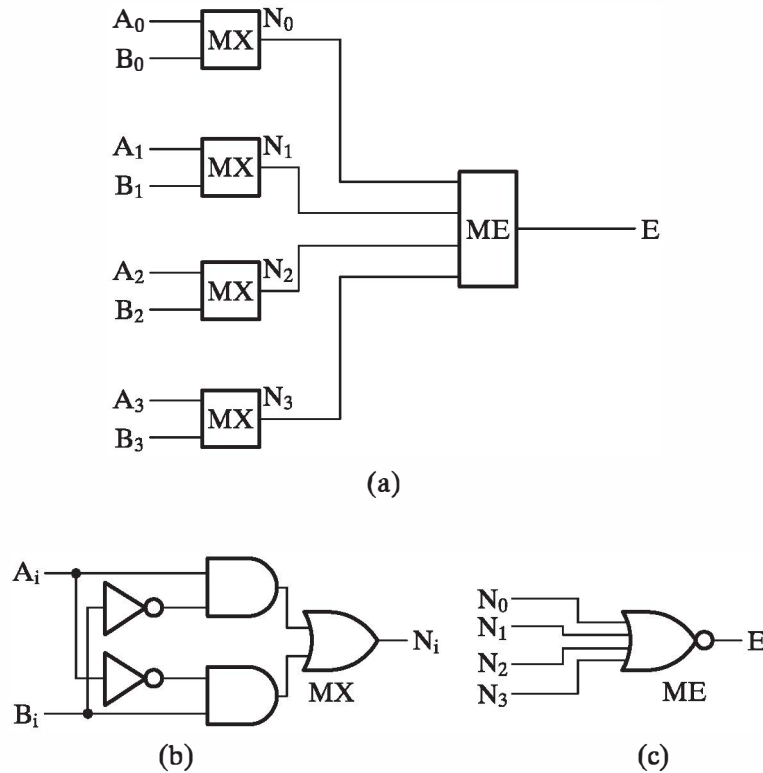 A₀ MX N₀
B₀
A₁ MX N₁
B₁
ME E
A₂ MX N₂
B₂
A₃ MX N₃
B₃
(a)
Aᵢ
Nᵢ
MX
Bᵢ
(b)
N₀
N₁
E
N₂
N₃
ME
(c)